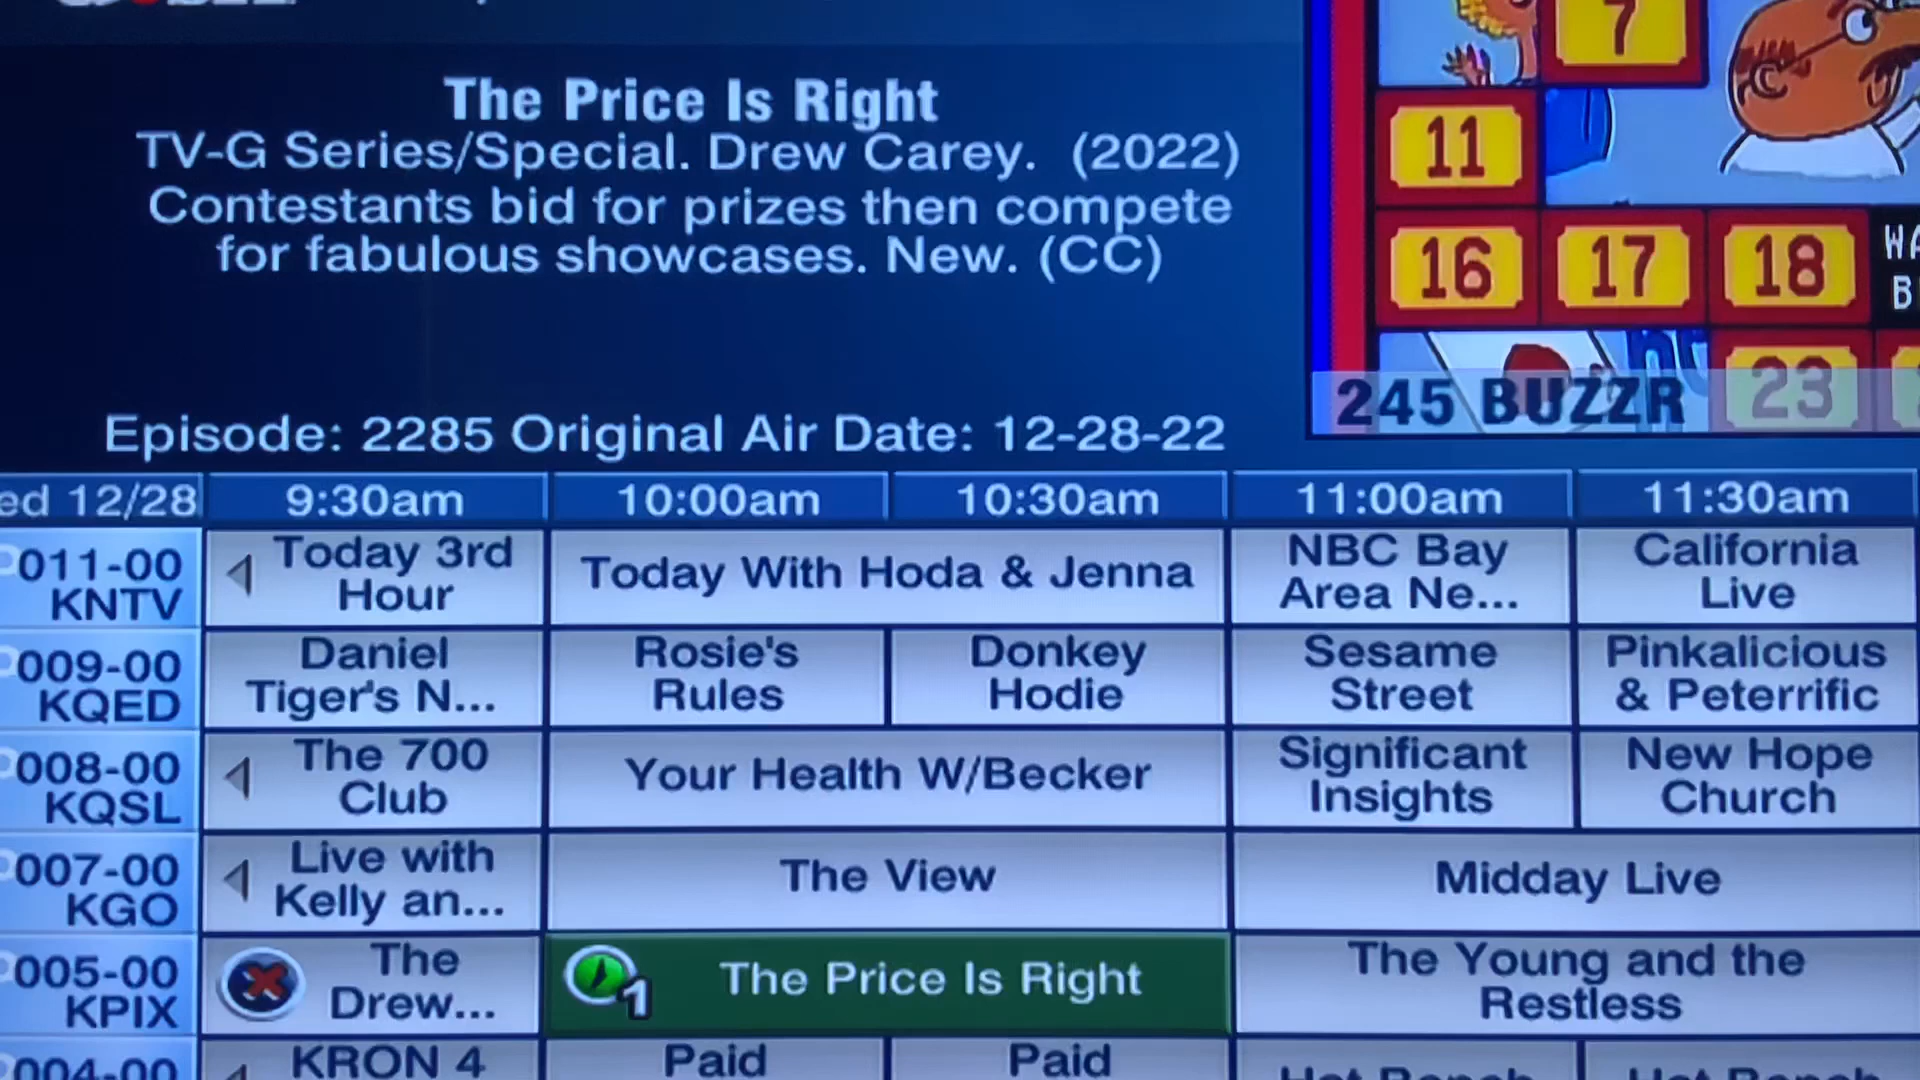 The Price Is Right
TV-G Series/Special. Drew Carey. (2022)
Contestants bid for prizes then compete
for fabulous showcases. New. (CC)
Episode: 2285 Original Air Date: 12-28-22
7
11
16 17 18
23
245 BUZZR
ed 12/28 9:30am 10:00am 10:30am 11:00am 11:30am
011-00
KNTV
Today 3rd
Hour
Today With Hoda & Jenna
NBC Bay
Area Ne...
California
Live
009-00
KQED
Daniel
Tiger's N...
Rosie's
Rules
Donkey
Hodie
Sesame
Street
Pinkalicious
& Peterrific
008-00
KQSL
The 700
Club
Your Health W/Becker
Significant
Insights
New Hope
Church
007-00
KGO
Live with
Kelly an...
The View
Midday Live
005-00
KPIX
The
Drew...
1
The Price Is Right
The Young and the
Restless
004-00
KRON 4
Paid
Paid